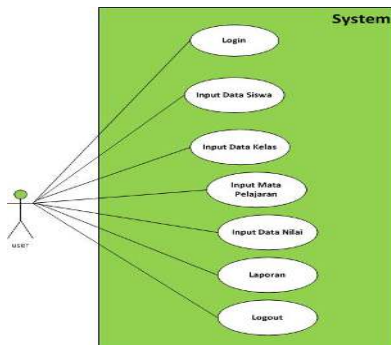 System
Login
Input Data Siswa
Input Data Kelas
Input Mata
Pelajaran
Input Data Nilai
Laporan
Logout